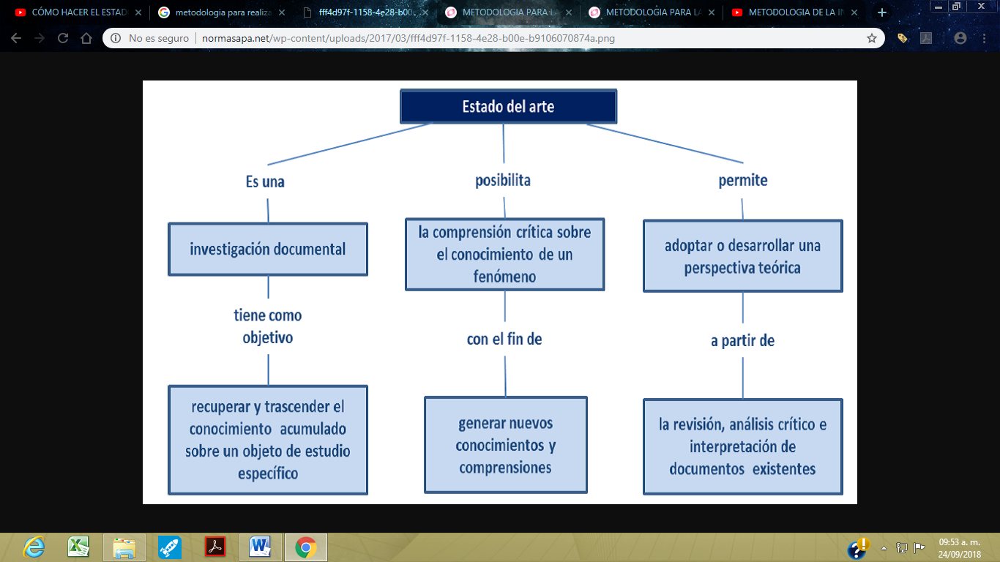 CÓMO HACER EL ESTAD
metodologia para realiza
fff4d97f-1158-4e28-b00
METODOLOGIA PARA LA
METODOLOGIA PARA LA
METODOLOGIA DE LA IN
No es seguro
normasapa.net/wp-content/uploads/2017/03/fff4d97f-1158-4e28-b00e-b9106070874a.png
Estado del arte
Es una
posibilita
permite
investigación documental
la comprensión crítica sobre
el conocimiento de un
fenómeno
adoptar o desarrollar una
perspectiva teórica
tiene como
objetivo
con el fin de
a partir de
recuperar y trascender el
conocimiento acumulado
sobre un objeto de estudio
específico
generar nuevos
conocimientos y
comprensiones
la revisión, análisis crítico e
interpretación de
documentos existentes
09:53 a. m.
24/09/2018